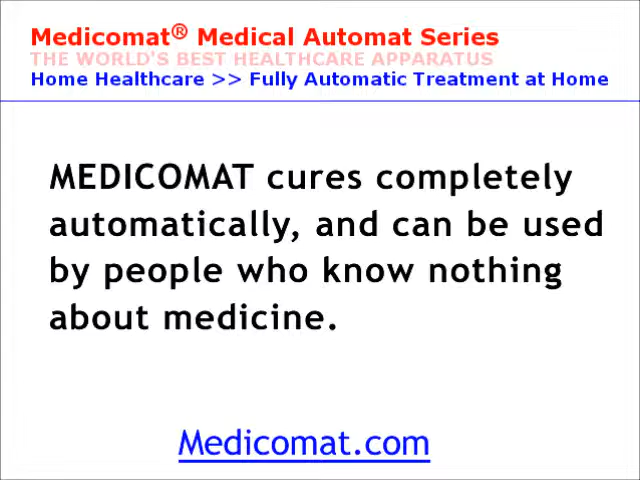 Medicomat® Medical Automat Series
THE WORLD'S BEST HEALTHCARE APPARATUS
Home Healthcare >> Fully Automatic Treatment at Home
MEDICOMAT cures completely
automatically, and can be used
by people who know nothing
about medicine.
Medicomat.com